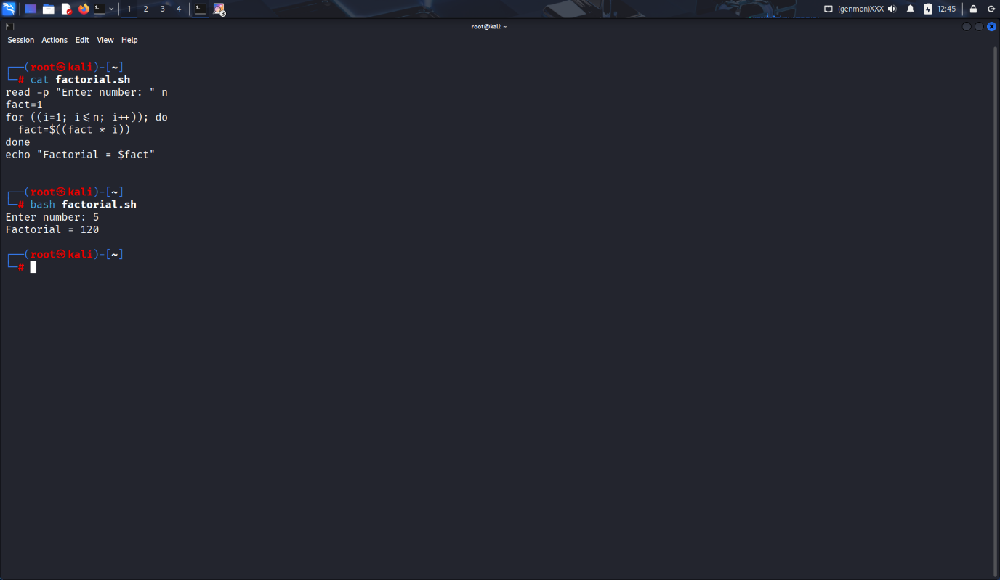 1 2 3 4
3
(genmon)XXX
12:45
root@kali: ~
Session Actions Edit View Help
┌──(root㉿kali)-[~]
└─# cat factorial.sh
read -p "Enter number: " n
fact=1
for ((i=1; i<=n; i++)); do
  fact=$((fact * i))
done
echo "Factorial = $fact"
┌──(root㉿kali)-[~]
└─# bash factorial.sh
Enter number: 5
Factorial = 120
┌──(root㉿kali)-[~]
└─#